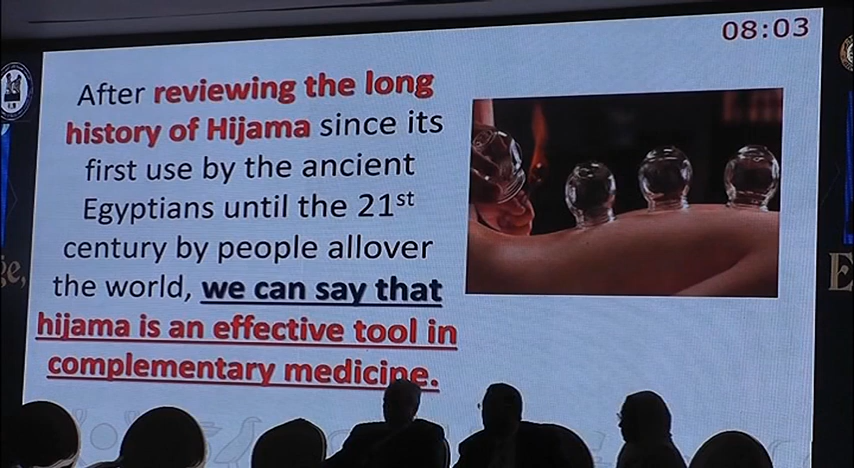 08:03
After reviewing the long
history of Hijama since its
first use by the ancient
Egyptians until the 21st
century by people allover
the world, we can say that
hijama is an effective tool in
complementary medicine.